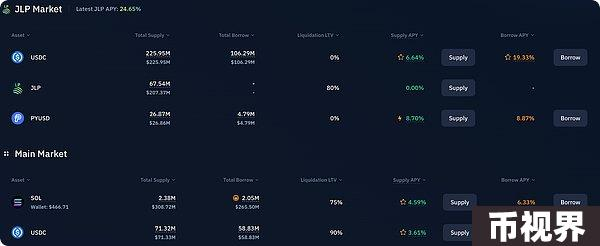 JLP Market Latest JLP APY: 24.65%
Asset Total Supply Total Borrow Liquidation LTV Supply APY Borrow APY
USDC 225.95M 106.29M 0% 6.64% Supply 19.33% Borrow
$225.95M $106.29M
JLP 67.54M - 80% 0.00% Supply -
$207.37M -
PYUSD 26.87M 4.79M 0% 8.70% Supply 8.87% Borrow
$26.86M $4.79M
Main Market
Asset Total Supply Total Borrow Liquidation LTV Supply APY Borrow APY
SOL 2.38M 2.05M 75% 4.59% Supply 6.33% Borrow
Wallet: $466.71 $308.72M $265.50M
USDC 71.32M 58.83M 90% 3.61% Supply
$71.33M $58.83M
币视界